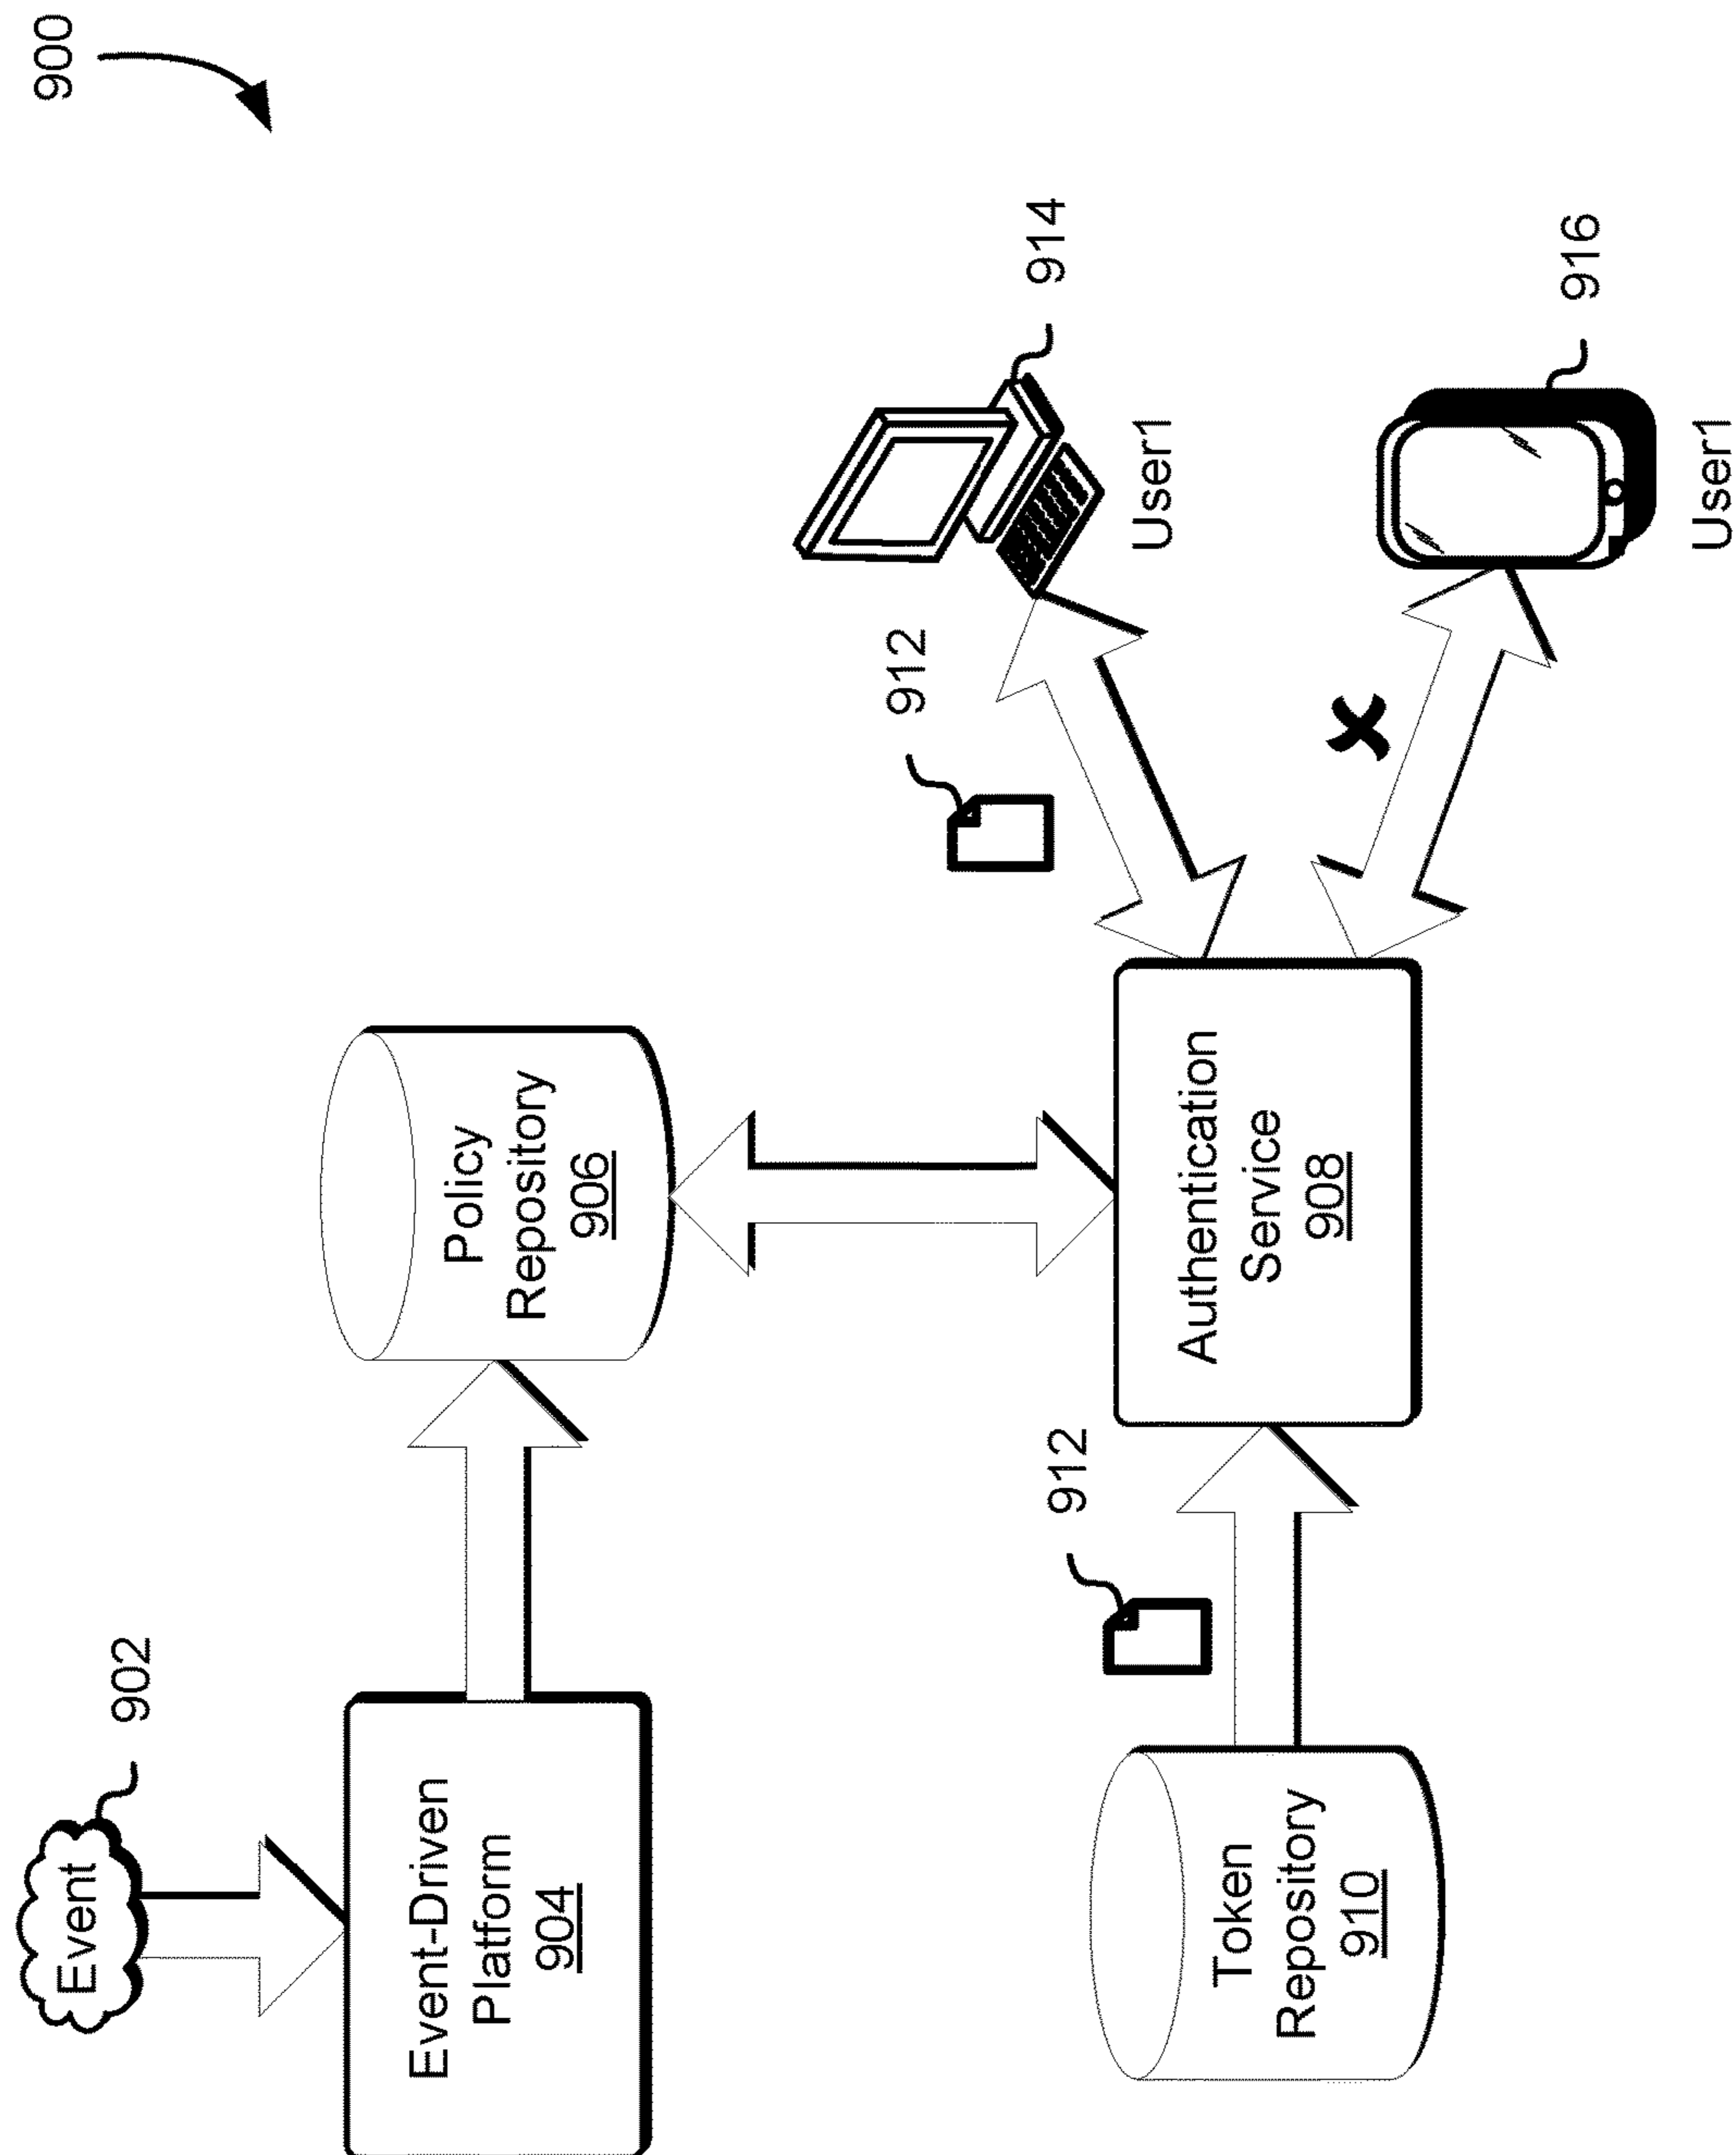 900
Event
902
Event-Driven
Platform
904
Policy
Repository
906
912
914
User1
Token
Repository
910
912
Authentication
Service
908
916
User1